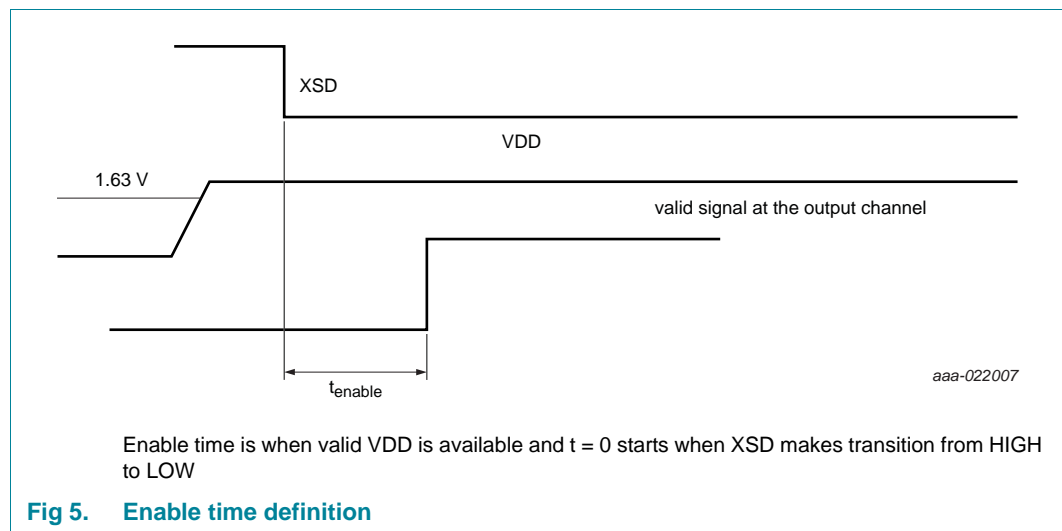 XSD
VDD
1.63 V
valid signal at the output channel
tenable
aaa-022007
Enable time is when valid VDD is available and t = 0 starts when XSD makes transition from HIGH
to LOW
Fig 5. Enable time definition